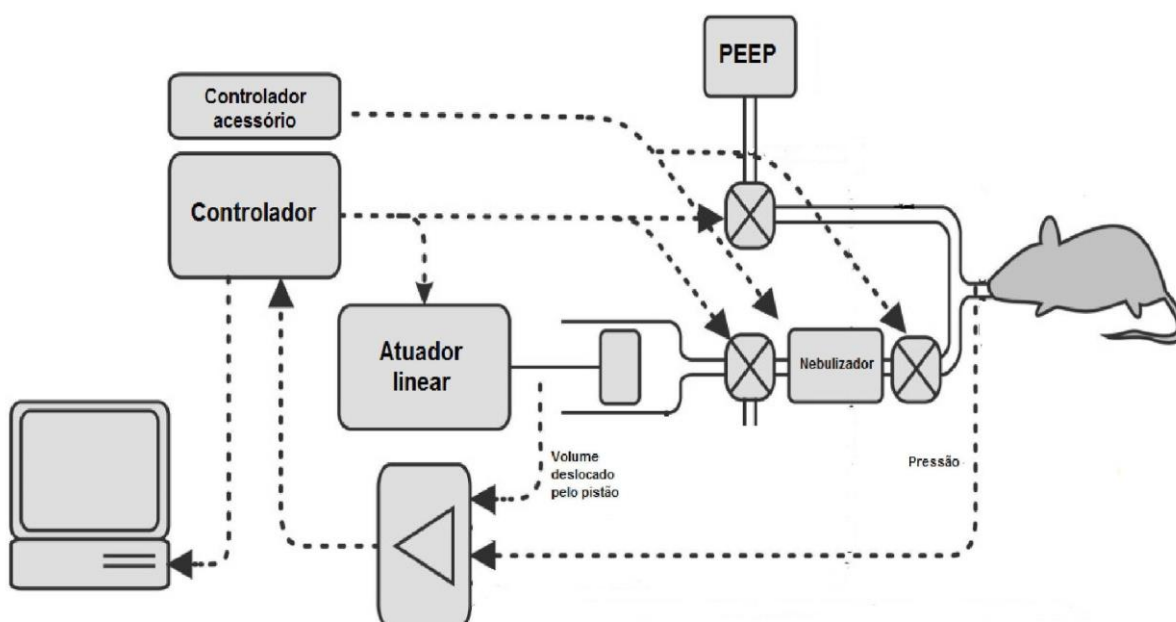 PEEP
Controlador
acessório
Controlador
Atuador
linear
Nebulizador
Volume
deslocado
pelo pistão
Pressão